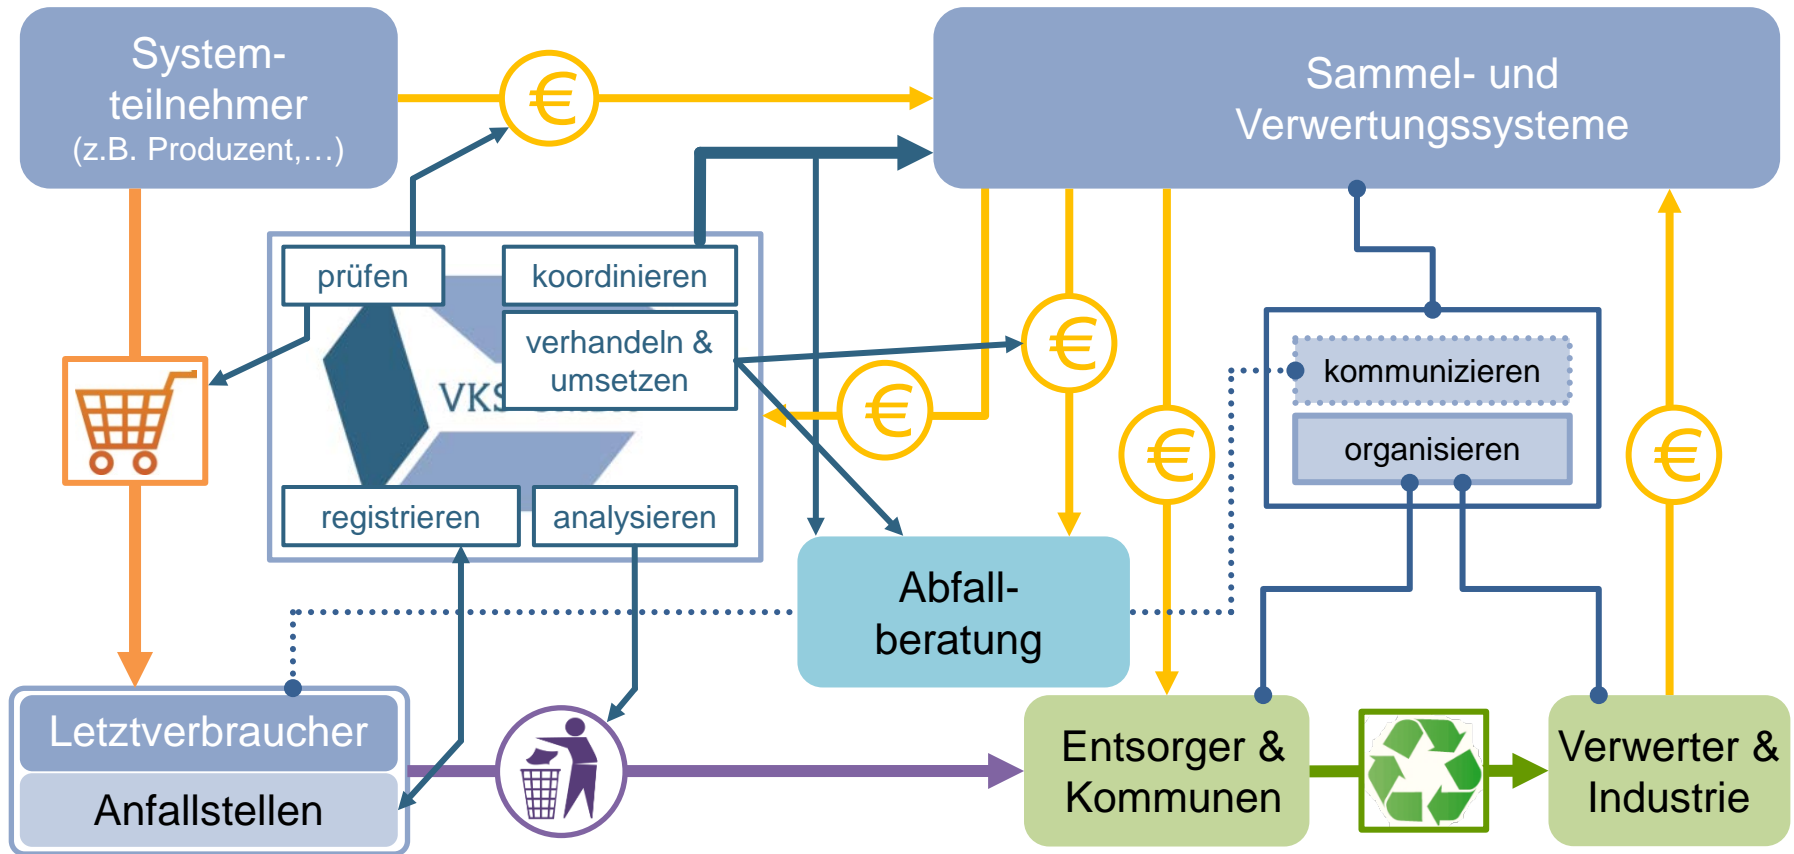 System-
teilnehmer
(z.B. Produzent,…)
€
Sammel- und
Verwertungssysteme
prüfen
koordinieren
verhandeln &
umsetzen
VKS
€
€
€
€
kommunizieren
organisieren
registrieren
analysieren
Abfall-
beratung
Letztverbraucher
Anfallstellen
Entsorger &
Kommunen
Verwerter &
Industrie